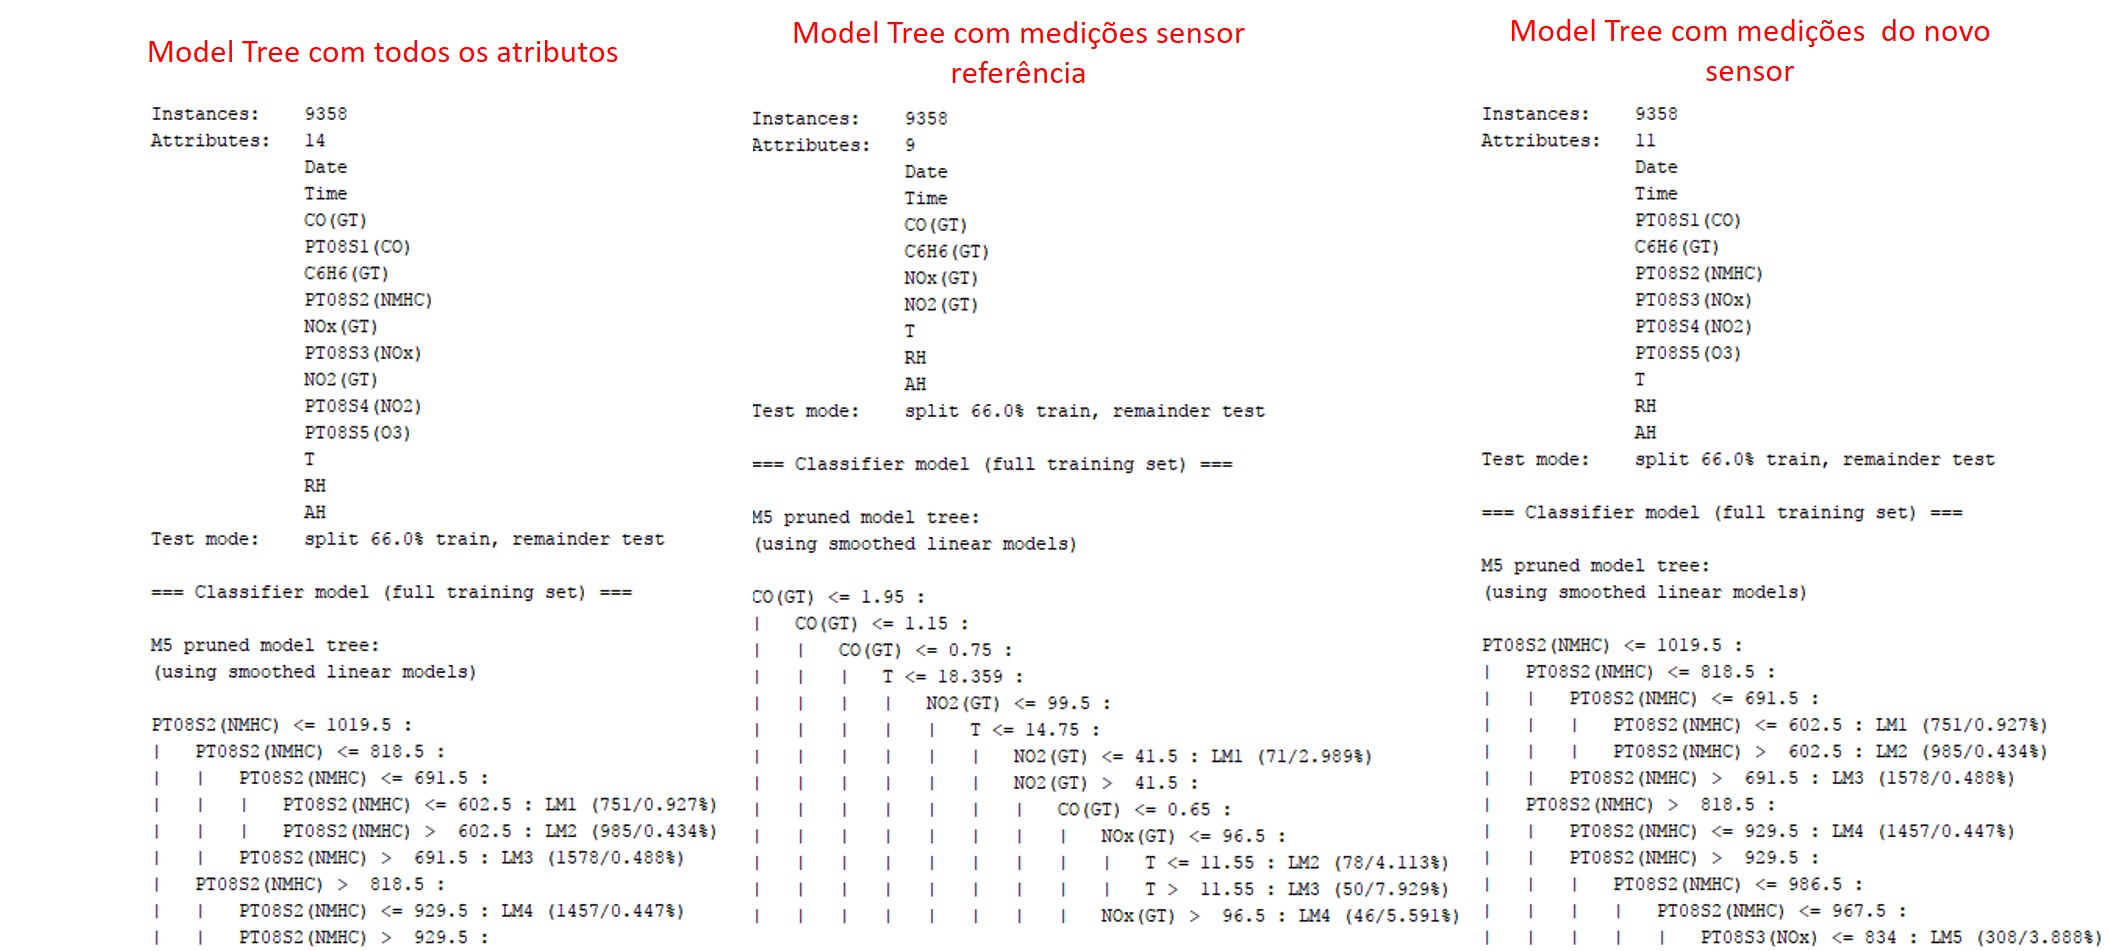 Model Tree com todos os atributos
Instances: 9358
Attributes: 14
Date
Time
CO(GT)
PT08S1(CO)
C6H6(GT)
PT08S2(NMHC)
NOx(GT)
PT08S3(NOx)
NO2(GT)
PT08S4(NO2)
PT08S5(O3)
T
RH
AH
Test mode: split 66.0% train, remainder test
=== Classifier model (full training set) ===
M5 pruned model tree:
(using smoothed linear models)
PT08S2(NMHC) <= 1019.5 :
| PT08S2(NMHC) <= 818.5 :
| | PT08S2(NMHC) <= 691.5 :
| | | PT08S2(NMHC) <= 602.5 : LM1 (751/0.927%)
| | | PT08S2(NMHC) > 602.5 : LM2 (985/0.434%)
| | PT08S2(NMHC) > 691.5 : LM3 (1578/0.488%)
| PT08S2(NMHC) > 818.5 :
| | PT08S2(NMHC) <= 929.5 : LM4 (1457/0.447%)
| | PT08S2(NMHC) > 929.5 :
Model Tree com medições sensor
referência
Instances: 9358
Attributes: 9
Date
Time
CO(GT)
C6H6(GT)
NOx(GT)
NO2(GT)
T
RH
AH
Test mode: split 66.0% train, remainder test
=== Classifier model (full training set) ===
M5 pruned model tree:
(using smoothed linear models)
CO(GT) <= 1.95 :
| CO(GT) <= 1.15 :
| | CO(GT) <= 0.75 :
| | | T <= 18.359 :
| | | | NO2(GT) <= 99.5 :
| | | | | T <= 14.75 :
| | | | | | NO2(GT) <= 41.5 : LM1 (71/2.989%)
| | | | | | NO2(GT) > 41.5 :
| | | | | | | CO(GT) <= 0.65 :
| | | | | | | | NOx(GT) <= 96.5 :
| | | | | | | | | T <= 11.55 : LM2 (78/4.113%)
| | | | | | | | | T > 11.55 : LM3 (50/7.929%)
| | | | | | | | NOx(GT) > 96.5 : LM4 (46/5.591%)
Model Tree com medições do novo
sensor
Instances: 9358
Attributes: 11
Date
Time
PT08S1(CO)
C6H6(GT)
PT08S2(NMHC)
PT08S3(NOx)
PT08S4(NO2)
PT08S5(O3)
T
RH
AH
Test mode: split 66.0% train, remainder test
=== Classifier model (full training set) ===
M5 pruned model tree:
(using smoothed linear models)
PT08S2(NMHC) <= 1019.5 :
| PT08S2(NMHC) <= 818.5 :
| | PT08S2(NMHC) <= 691.5 :
| | | PT08S2(NMHC) <= 602.5 : LM1 (751/0.927%)
| | | PT08S2(NMHC) > 602.5 : LM2 (985/0.434%)
| | PT08S2(NMHC) > 691.5 : LM3 (1578/0.488%)
| PT08S2(NMHC) > 818.5 :
| | PT08S2(NMHC) <= 929.5 : LM4 (1457/0.447%)
| | PT08S2(NMHC) > 929.5 :
| | | PT08S2(NMHC) <= 986.5 :
| | | | PT08S2(NMHC) <= 967.5 :
| | | | | PT08S3(NOx) <= 834 : LM5 (308/3.888%)